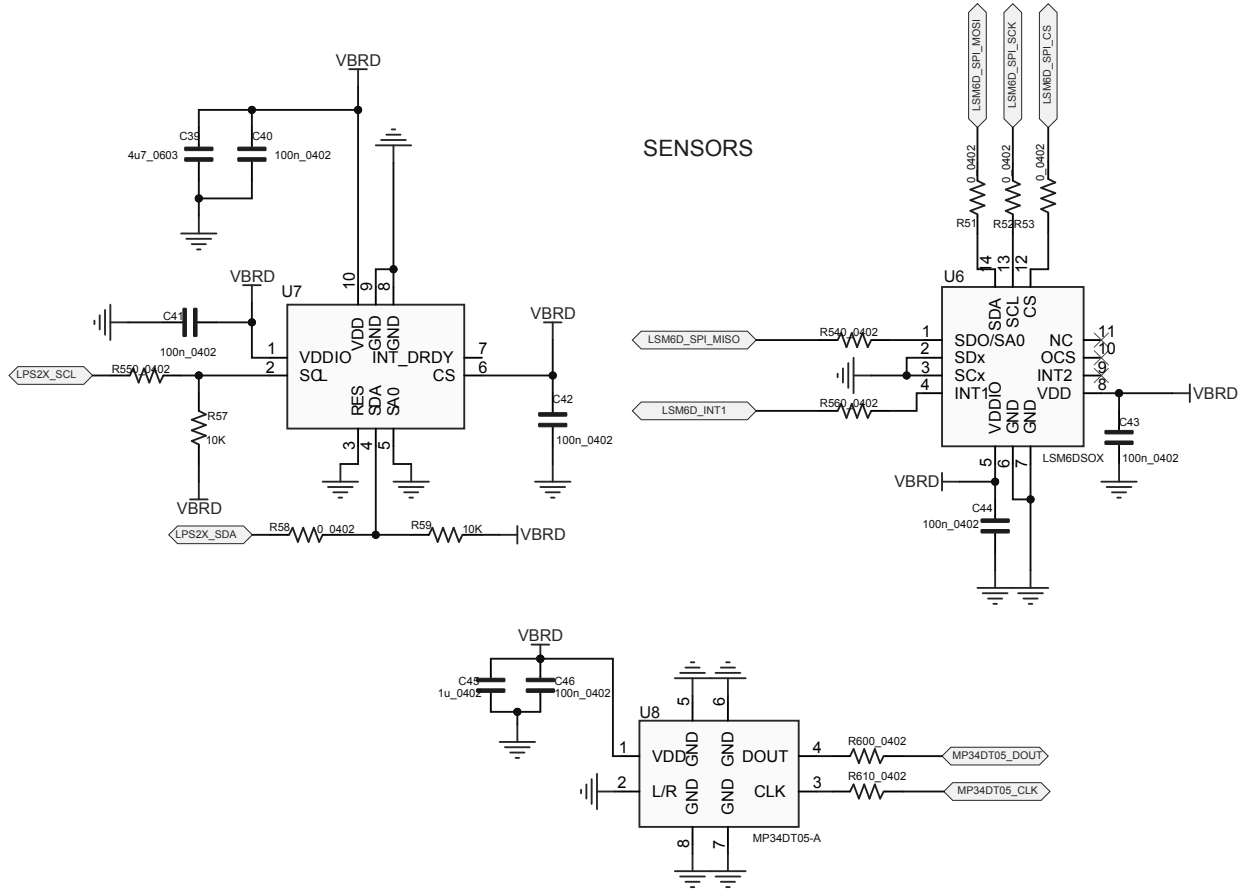 SENSORS
VBRD
C39
4u7_0603
C40
100n_0402
VBRD
C41
100n_0402
U7
10
9
8
VDD
GND
GND
1
VDDIO
INT_DRDY
7
LPS2X_SCL
R550_0402
2
SCL
CS
6
RES
SDA
SA0
3
4
5
R57
10K
VBRD
VBRD
C42
100n_0402
LPS2X_SDA
R58
0_0402
R59
10K
VBRD
LSM6D_SPI_MOSI
LSM6D_SPI_SCK
LSM6D_SPI_CS
0_0402
0_0402
0_0402
R51
R52
R53
14
13
12
U6
SDA
SCL
CS
LSM6D_SPI_MISO
R540_0402
1
SDO/SA0
NC
11
2
SDx
OCS
10
3
SCx
INT2
9
LSM6D_INT1
R560_0402
4
INT1
VDD
8
VBRD
VDDIO
GND
GND
LSM6DSOX
5
6
7
C43
100n_0402
VBRD
C44
100n_0402
VBRD
C45
1u_0402
C46
100n_0402
U8
5
6
GND
GND
1
VDD
DOUT
4
R600_0402
MP34DT05_DOUT
2
L/R
CLK
3
R610_0402
MP34DT05_CLK
GND
GND
MP34DT05-A
8
7